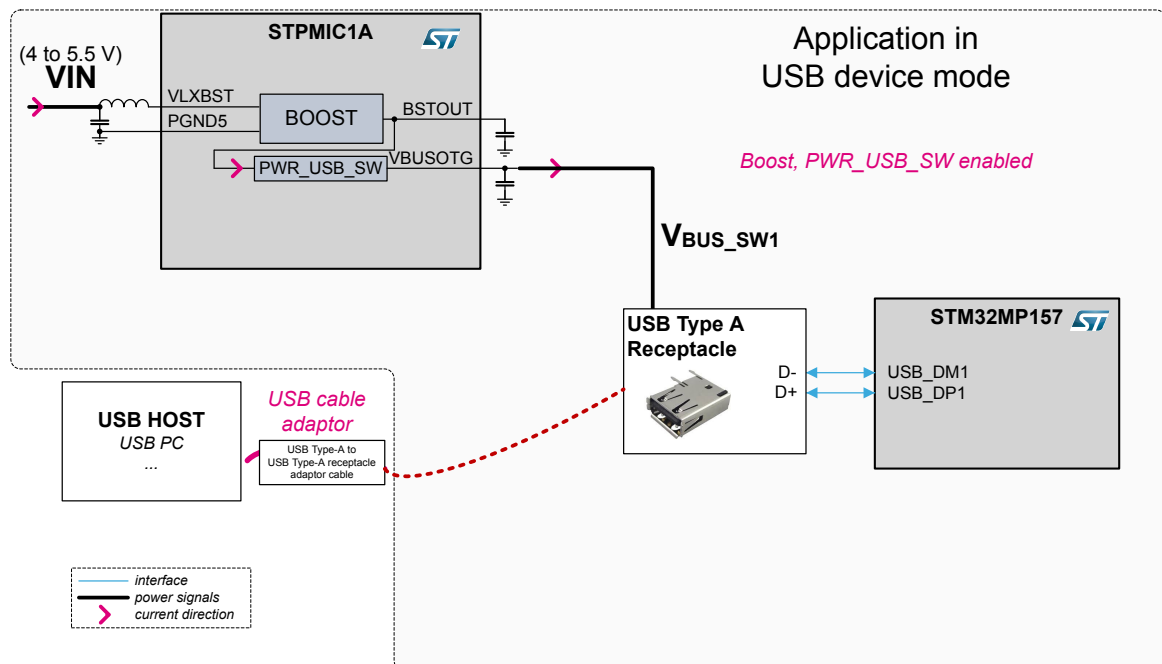 STPMIC1A
ST
Application in
USB device mode
(4 to 5.5 V)
VIN
VLXBST
PGND5
BOOST
BSTOUT
PWR_USB_SW
VBUSOTG
Boost, PWR_USB_SW enabled
VBUS_SW1
USB Type A
Receptacle
D-
D+
STM32MP157
ST
USB_DM1
USB_DP1
USB HOST
USB PC
...
USB cable
adaptor
USB Type-A to
USB Type-A receptacle
adaptor cable
interface
power signals
current direction